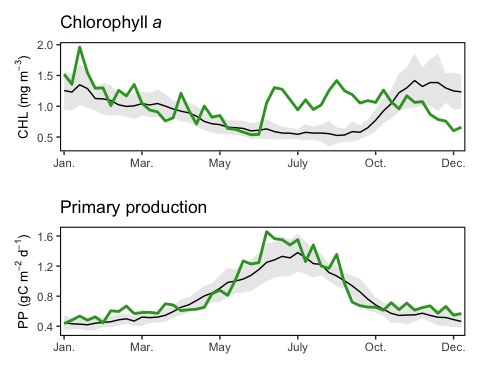 Chlorophyll a
CHL (mg m⁻³)
2.0
1.5
1.0
0.5
Jan. Mar. May July Oct. Dec.
Primary production
PP (gC m⁻² d⁻¹)
1.6
1.2
0.8
0.4
Jan. Mar. May July Oct. Dec.